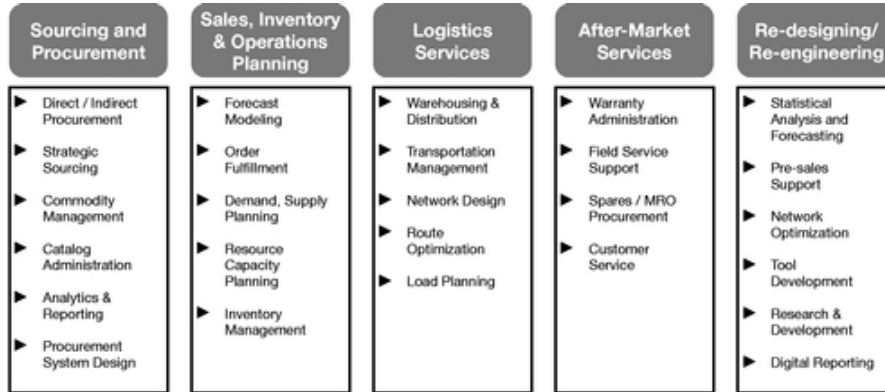 Sourcing and
Procurement
Direct / Indirect
Procurement
Strategic
Sourcing
Commodity
Management
Catalog
Administration
Analytics &
Reporting
Procurement
System Design
Sales, Inventory
& Operations
Planning
Forecast
Modeling
Order
Fulfillment
Demand, Supply
Planning
Resource
Capacity
Planning
Inventory
Management
Logistics
Services
Warehousing &
Distribution
Transportation
Management
Network Design
Route
Optimization
Load Planning
After-Market
Services
Warranty
Administration
Field Service
Support
Spares / MRO
Procurement
Customer
Service
Re-designing/
Re-engineering
Statistical
Analysis and
Forecasting
Pre-sales
Support
Network
Optimization
Tool
Development
Research &
Development
Digital Reporting